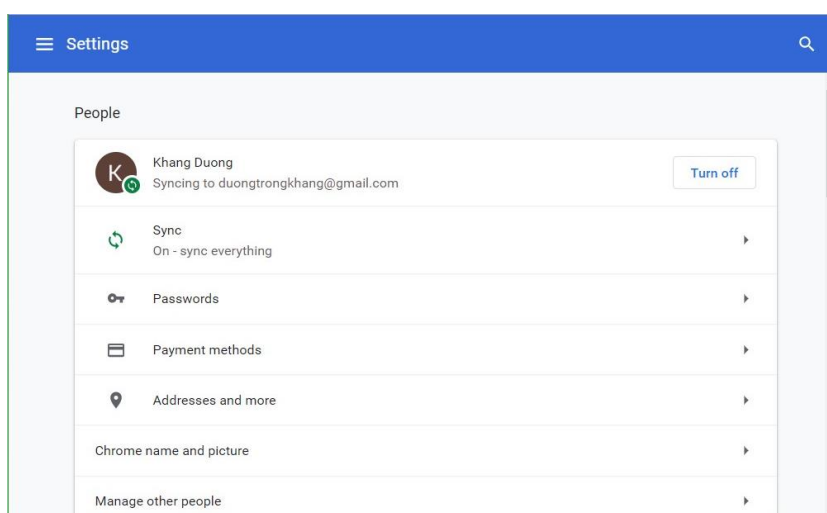 Settings
People
K
Khang Duong
Syncing to duongtrongkhang@gmail.com
Turn off
Sync
On - sync everything
Passwords
Payment methods
Addresses and more
Chrome name and picture
Manage other people